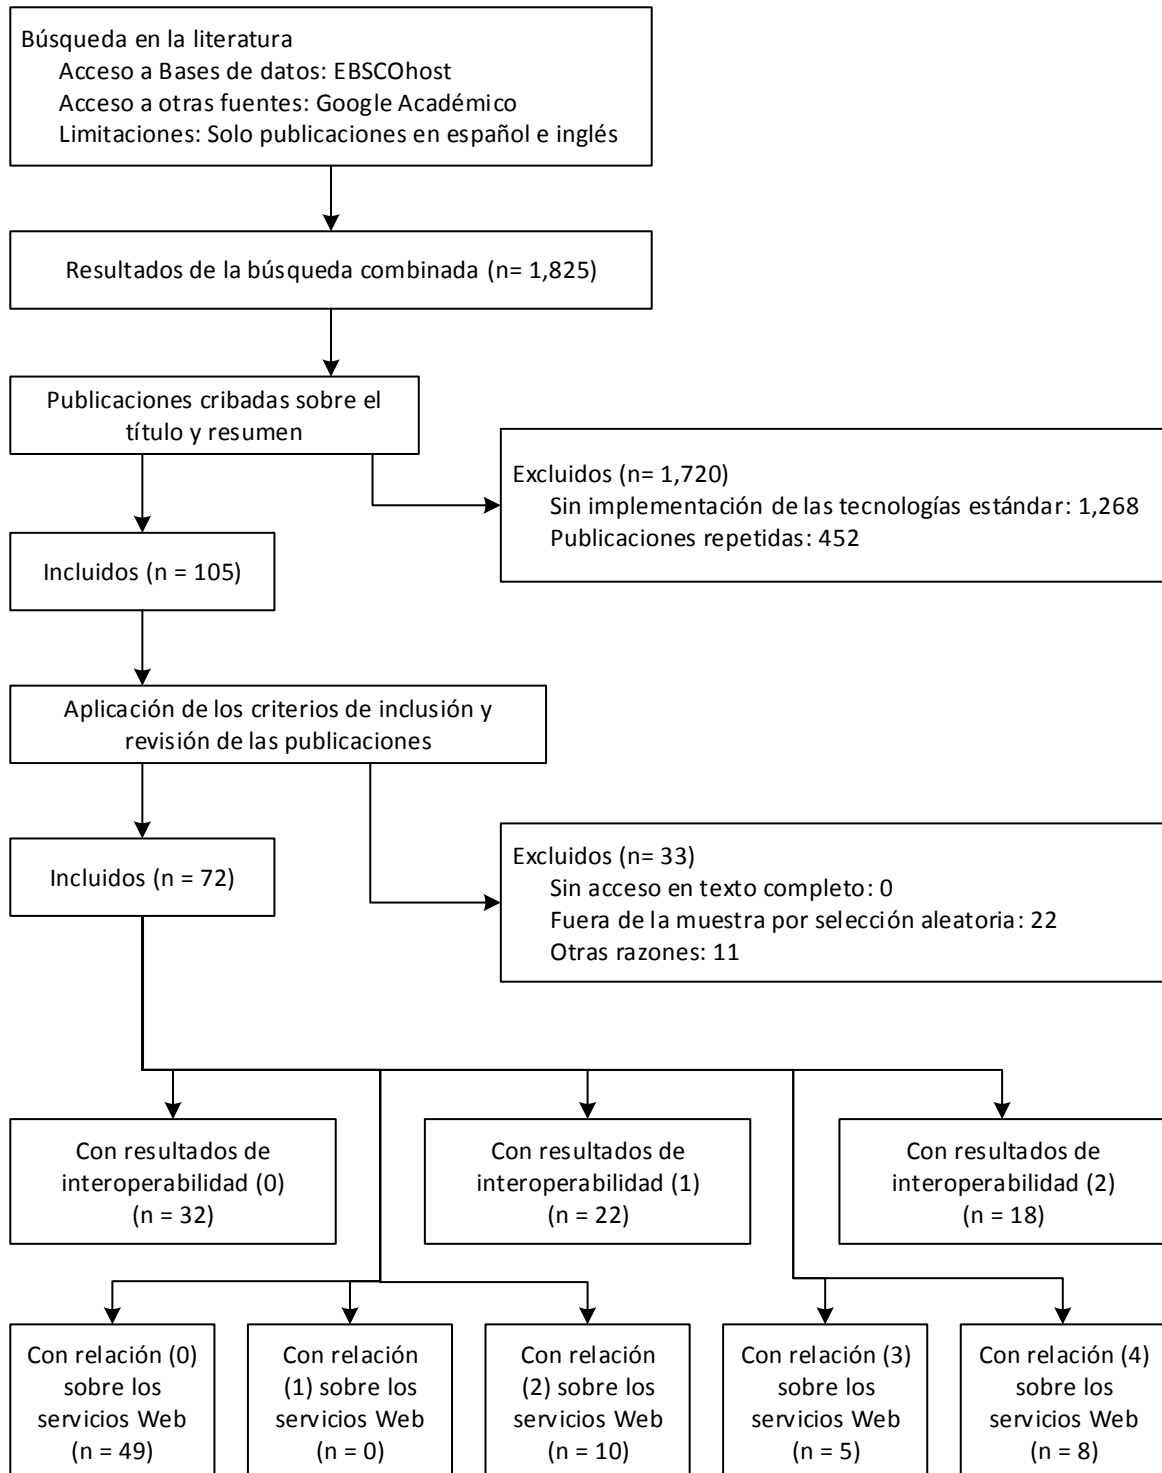 Búsqueda en la literatura
Acceso a Bases de datos: EBSCOhost
Acceso a otras fuentes: Google Académico
Limitaciones: Solo publicaciones en español e inglés
Resultados de la búsqueda combinada (n= 1,825)
Publicaciones cribadas sobre el
título y resumen
Excluidos (n= 1,720)
Sin implementación de las tecnologías estándar: 1,268
Publicaciones repetidas: 452
Incluidos (n = 105)
Aplicación de los criterios de inclusión y
revisión de las publicaciones
Incluidos (n = 72)
Excluidos (n= 33)
Sin acceso en texto completo: 0
Fuera de la muestra por selección aleatoria: 22
Otras razones: 11
Con resultados de
interoperabilidad (0)
(n = 32)
Con resultados de
interoperabilidad (1)
(n = 22)
Con resultados de
interoperabilidad (2)
(n = 18)
Con relación (0)
sobre los
servicios Web
(n = 49)
Con relación
(1) sobre los
servicios Web
(n = 0)
Con relación
(2) sobre los
servicios Web
(n = 10)
Con relación (3)
sobre los
servicios Web
(n = 5)
Con relación (4)
sobre los
servicios Web
(n = 8)